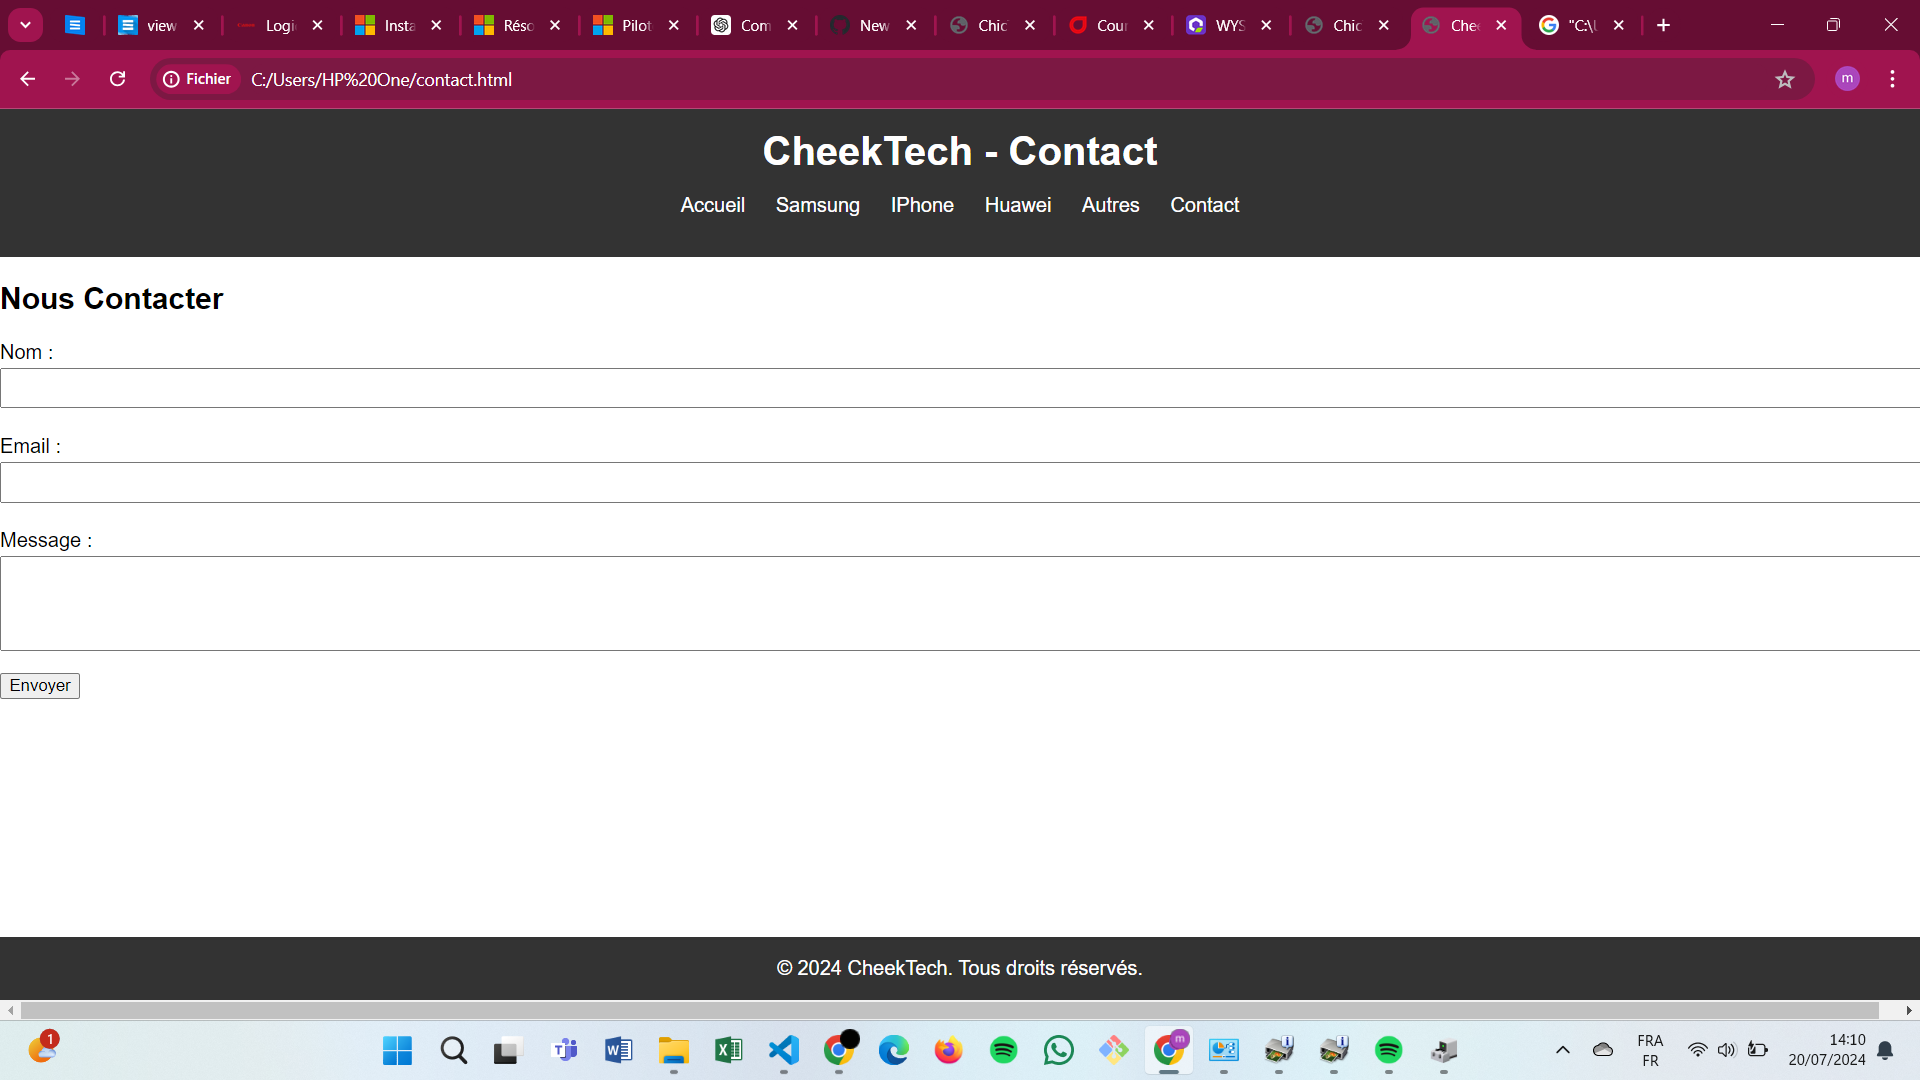 view
Logi
Insta
Réso
Pilot
Com
New
Chic
Cour
WYS
Chic
Chee
"C:\U
Fichier
C:/Users/HP%20One/contact.html
m
CheekTech - Contact
Accueil Samsung IPhone Huawei Autres Contact
Nous Contacter
Nom :
Email :
Message :
Envoyer
© 2024 CheekTech. Tous droits réservés.
1
m
FRA
FR
14:10
20/07/2024